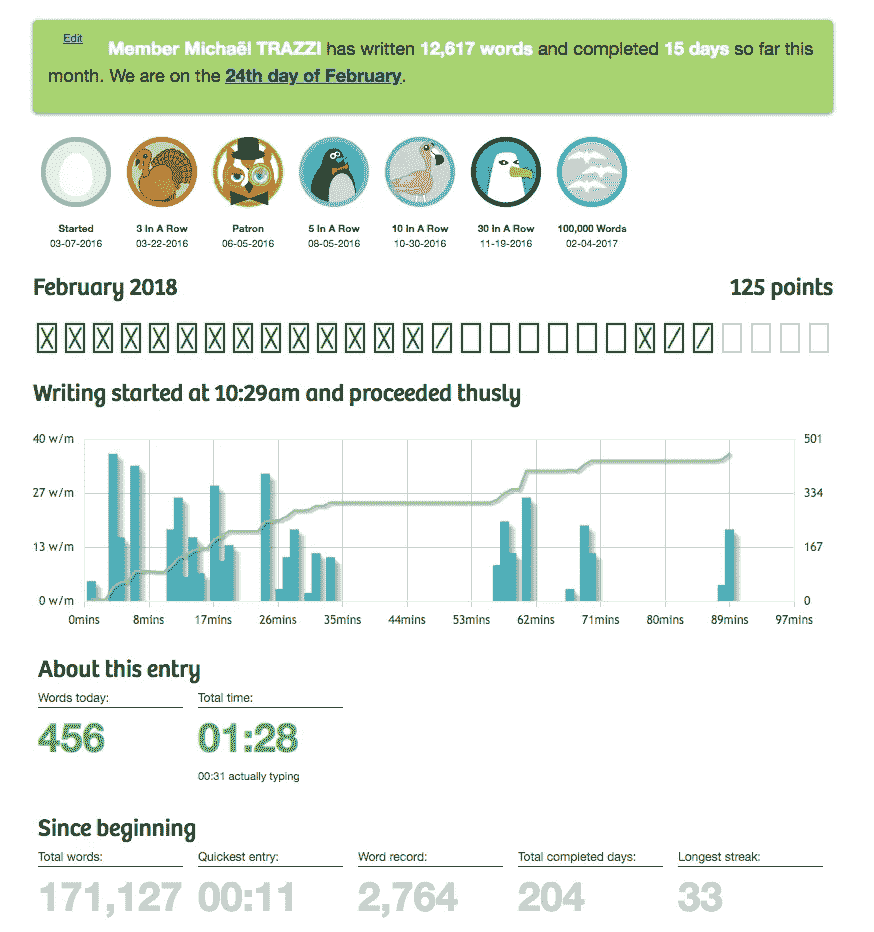 Edit
Member Michaël TRAZZI has written 12,617 words and completed 15 days so far this
month. We are on the 24th day of February.
Started 3 In A Row Patron 5 In A Row 10 In A Row 30 In A Row 100,000 Words
03-07-2016 03-22-2016 06-05-2016 08-05-2016 10-30-2016 11-19-2016 02-04-2017
February 2018 125 points
Writing started at 10:29am and proceeded thusly
40 w/m 501
27 w/m 334
13 w/m 167
0 w/m 0
0mins 8mins 17mins 26mins 35mins 44mins 53mins 62mins 71mins 80mins 89mins 97mins
About this entry
Words today: Total time:
456 01:28
00:31 actually typing
Since beginning
Total words: Quickest entry: Word record: Total completed days: Longest streak:
171,127 00:11 2,764 204 33